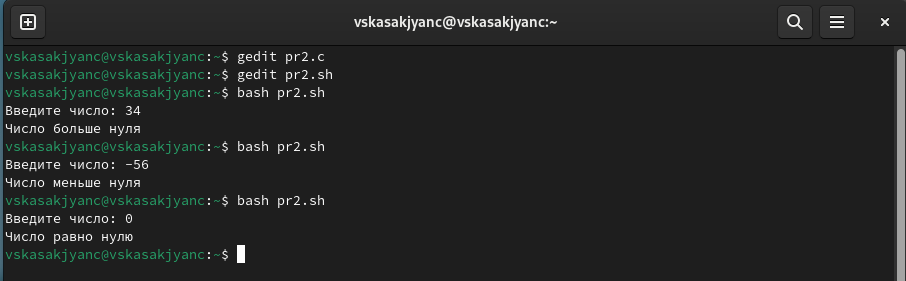 vskasakjyanc@vskasakjyanc:~
vskasakjyanc@vskasakjyanc:~$ gedit pr2.c
vskasakjyanc@vskasakjyanc:~$ gedit pr2.sh
vskasakjyanc@vskasakjyanc:~$ bash pr2.sh
Введите число: 34
Число больше нуля
vskasakjyanc@vskasakjyanc:~$ bash pr2.sh
Введите число: -56
Число меньше нуля
vskasakjyanc@vskasakjyanc:~$ bash pr2.sh
Введите число: 0
Число равно нулю
vskasakjyanc@vskasakjyanc:~$